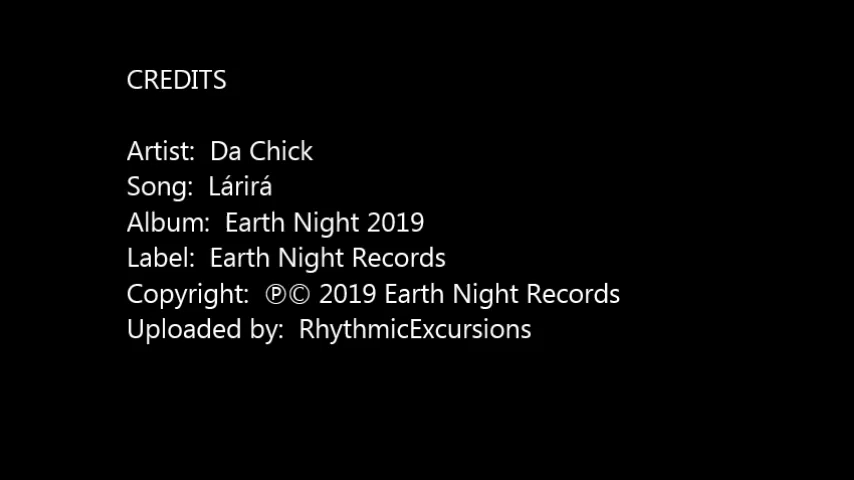 CREDITS
Artist:  Da Chick
Song:  Lárirá
Album:  Earth Night 2019
Label:  Earth Night Records
Copyright:  ℗© 2019 Earth Night Records
Uploaded by:  RhythmicExcursions